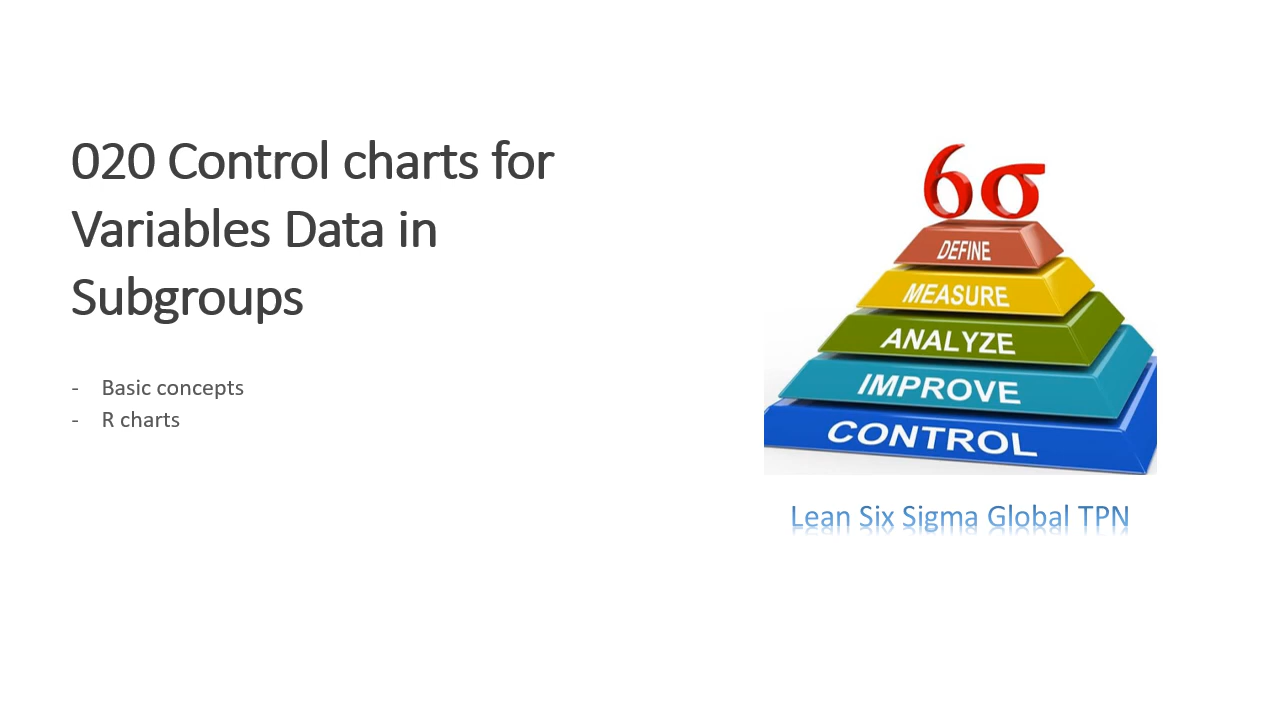 020 Control charts for
Variables Data in
Subgroups
- Basic concepts
- R charts
6σ
DEFINE
MEASURE
ANALYZE
IMPROVE
CONTROL
Lean Six Sigma Global TPN